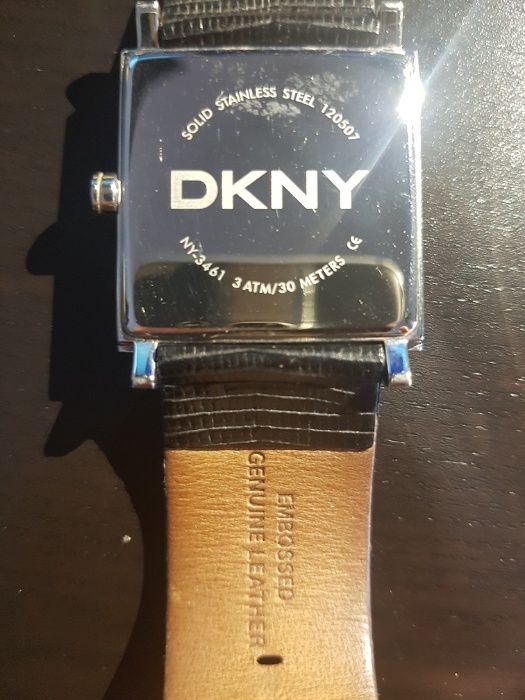 SOLID STAINLESS STEEL 120507
DKNY
NY-3461 3 ATM/30 METERS CE
EMBOSSED
GENUINE LEATHER